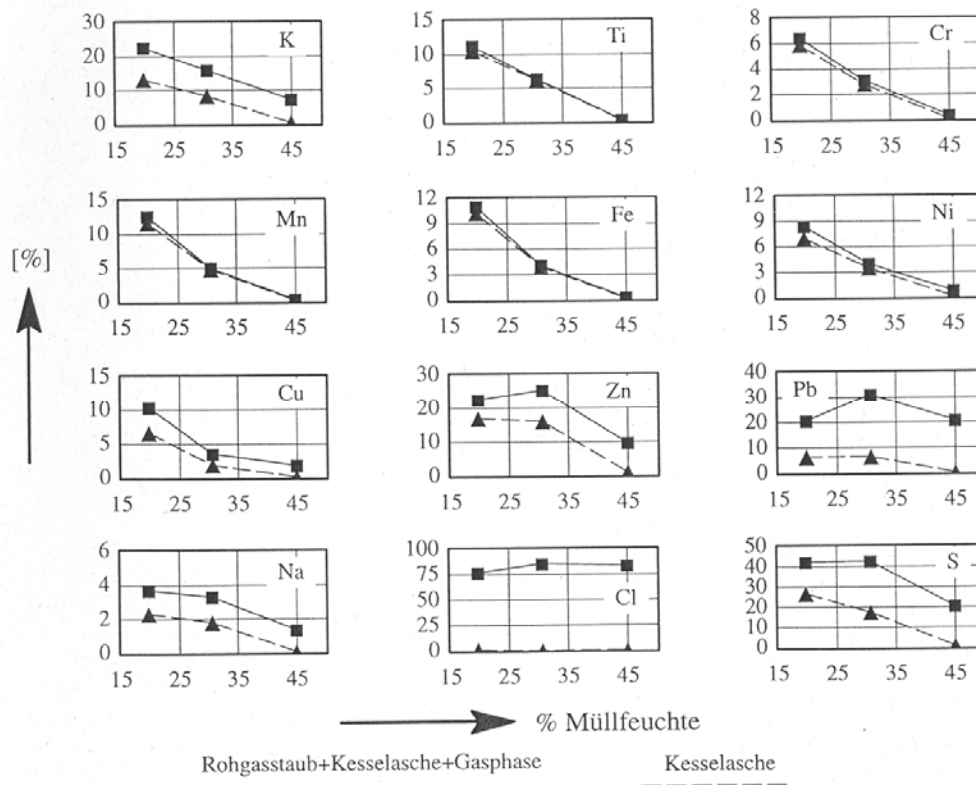 30 K
20
10
0
15 25 35 45
15 Ti
10
5
0
15 25 35 45
8 Cr
6
4
2
0
15 25 35 45
[%]
15 Mn
10
5
0
15 25 35 45
12 Fe
9
6
3
0
15 25 35 45
12 Ni
9
6
3
0
15 25 35 45
15 Cu
10
5
0
15 25 35 45
30 Zn
20
10
0
15 25 35 45
40 Pb
30
20
10
0
15 25 35 45
6 Na
4
2
0
15 25 35 45
100
75
50 Cl
25
0
15 25 35 45
50 S
40
30
20
10
0
15 25 35 45
% Müllfeuchte
Rohgasstaub+Kesselasche+Gasphase Kesselasche